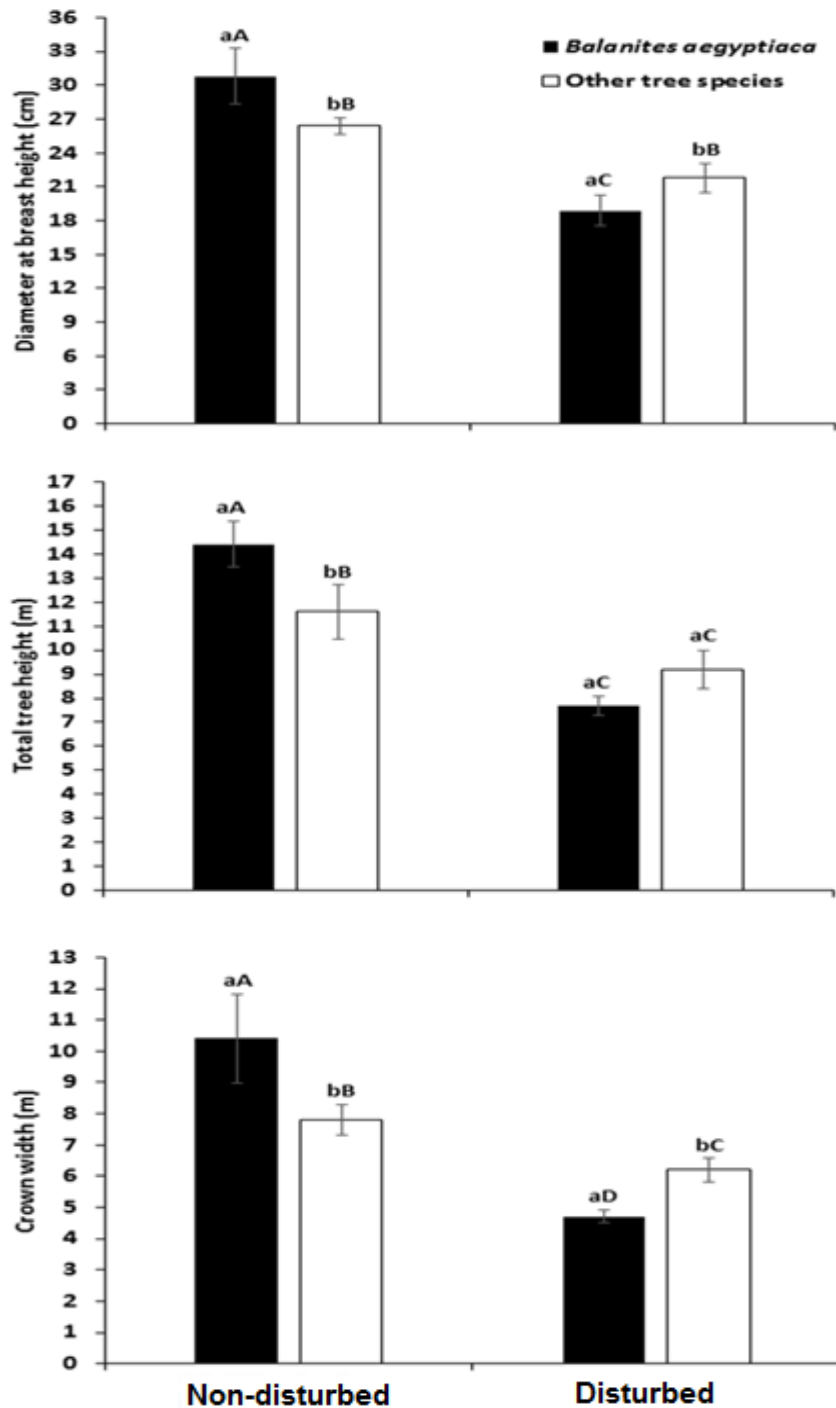 Diameter at breast height (cm)
36
33
30
27
24
21
18
15
12
9
6
3
0
aA
bB
aC
bB
Balanites aegyptiaca
Other tree species
Total tree height (m)
17
16
15
14
13
12
11
10
9
8
7
6
5
4
3
2
1
0
aA
bB
aC
aC
Crown width (m)
13
12
11
10
9
8
7
6
5
4
3
2
1
0
aA
bB
aD
bC
Non-disturbed
Disturbed